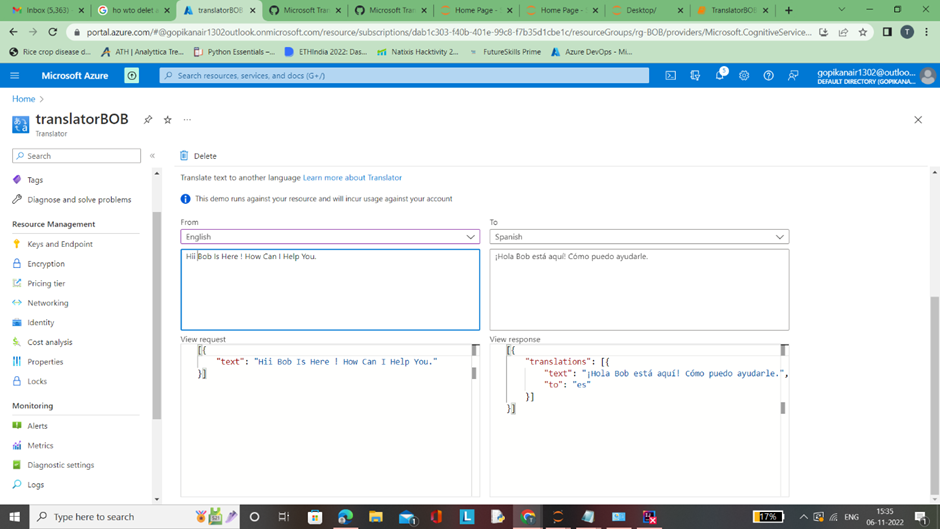 Inbox (5,363)
ho wto delet a
translatorBOB
Microsoft Tran
Microsoft Tran
Home Page - S
Home Page -
Desktop/
TranslatorBOB
portal.azure.com/#@gopikanair1302outlook.onmicrosoft.com/resource/subscriptions/dab1c303-f40b-401e-99c8-f7b35d1cbe1c/resourceGroups/rg-BOB/providers/Microsoft.CognitiveService...
T
Rice crop disease d...
ATH | Analyttica Tre...
Python Essentials –...
ETHIndia 2022: Das...
Natixis Hacktivity 2...
FutureSkills Prime
Azure DevOps - Mi...
Microsoft Azure
Search resources, services, and docs (G+/)
1
gopikanair1302@outloo...
DEFAULT DIRECTORY (GOPIKANA...
Home >
translatorBOB
Translator
Search
Delete
Translate text to another language Learn more about Translator
Tags
Diagnose and solve problems
This demo runs against your resource and will incur usage against your account
Resource Management
Keys and Endpoint
Encryption
Pricing tier
Networking
Identity
Cost analysis
Properties
Locks
Monitoring
Alerts
Metrics
Diagnostic settings
Logs
From
English
Hii Bob Is Here ! How Can I Help You.
To
Spanish
¡Hola Bob está aquí! Cómo puedo ayudarle.
View request
[{
"text": "Hii Bob Is Here ! How Can I Help You."
}]
View response
[{
"translations": [{
"text": "¡Hola Bob está aquí! Cómo puedo ayudarle.",
"to": "es"
}]
}]
Type here to search
17%
ENG
15:35
06-11-2022